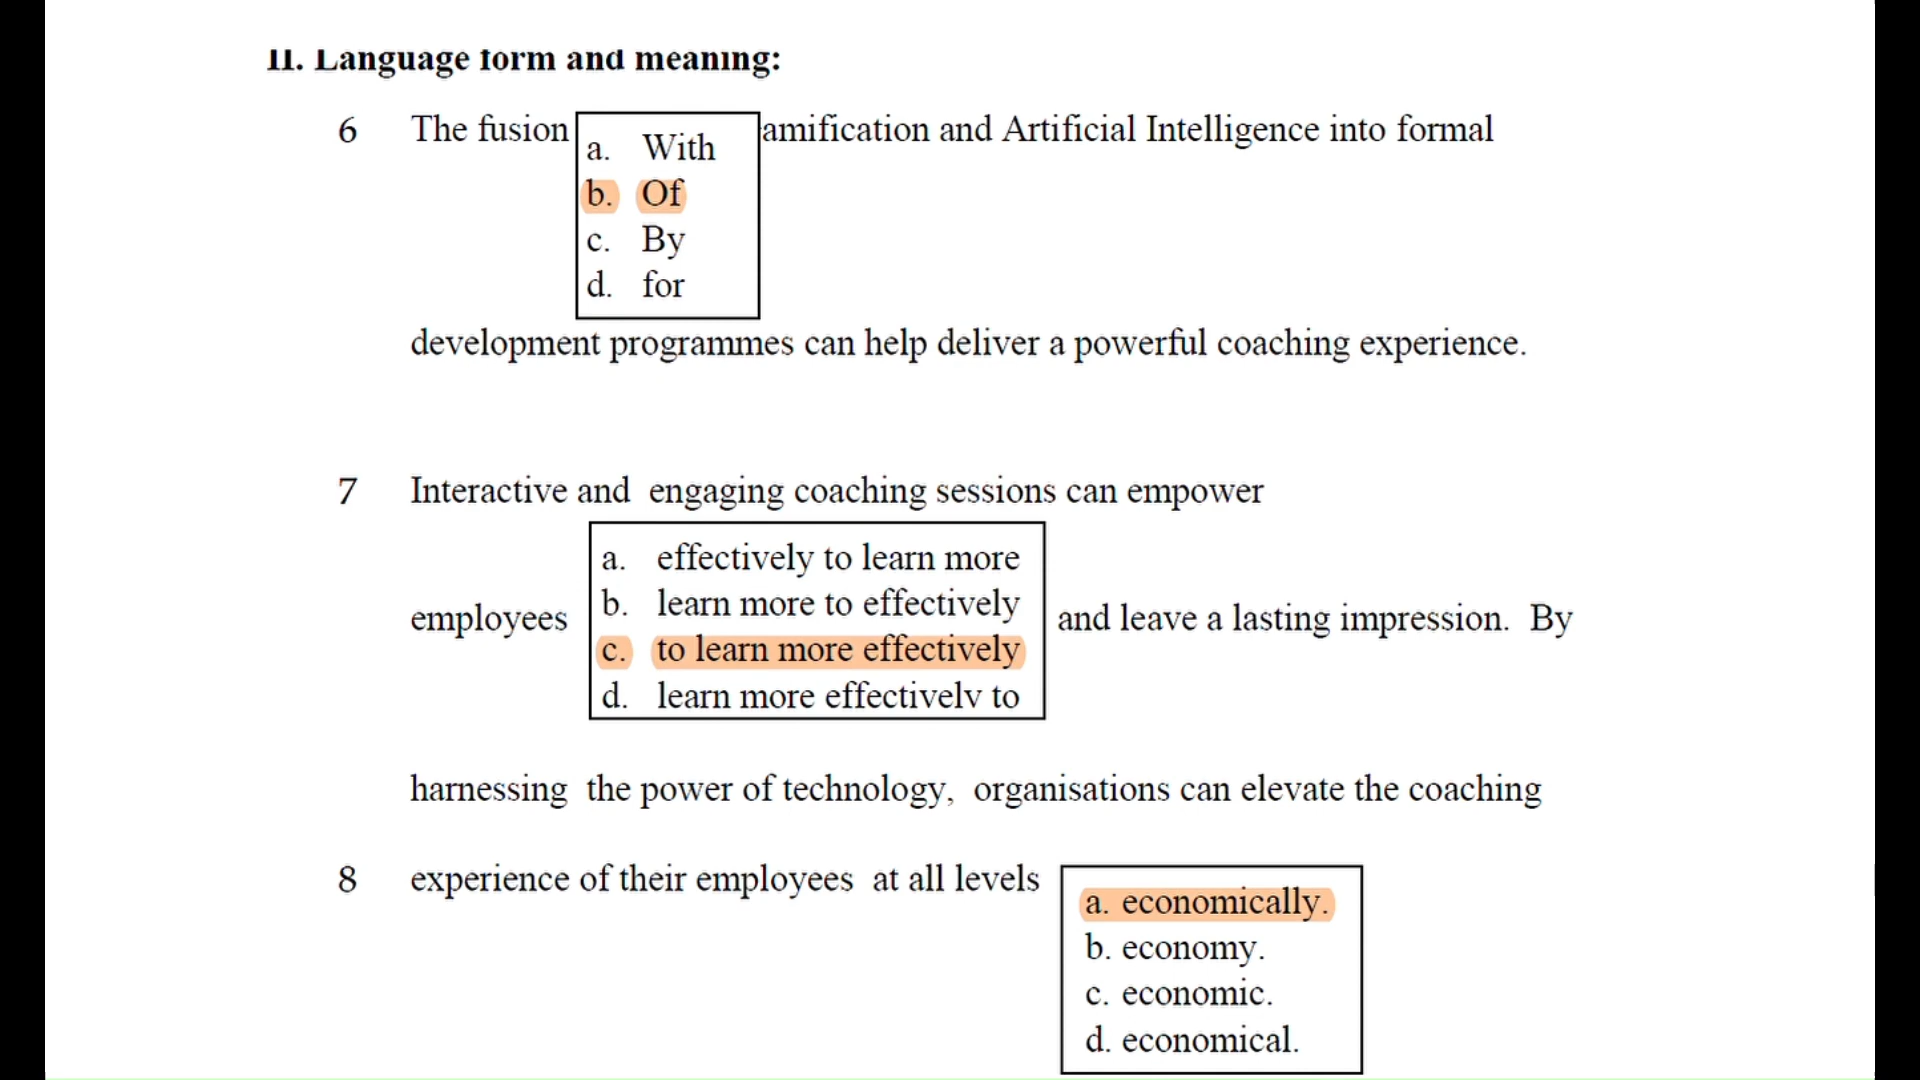 II. Language form and meaning:
6 The fusion amification and Artificial Intelligence into formal
a. With
b. Of
c. By
d. for
development programmes can help deliver a powerful coaching experience.
7 Interactive and engaging coaching sessions can empower
employees and leave a lasting impression. By
a. effectively to learn more
b. learn more to effectively
c. to learn more effectively
d. learn more effectively to
harnessing the power of technology, organisations can elevate the coaching
8 experience of their employees at all levels
a. economically.
b. economy.
c. economic.
d. economical.